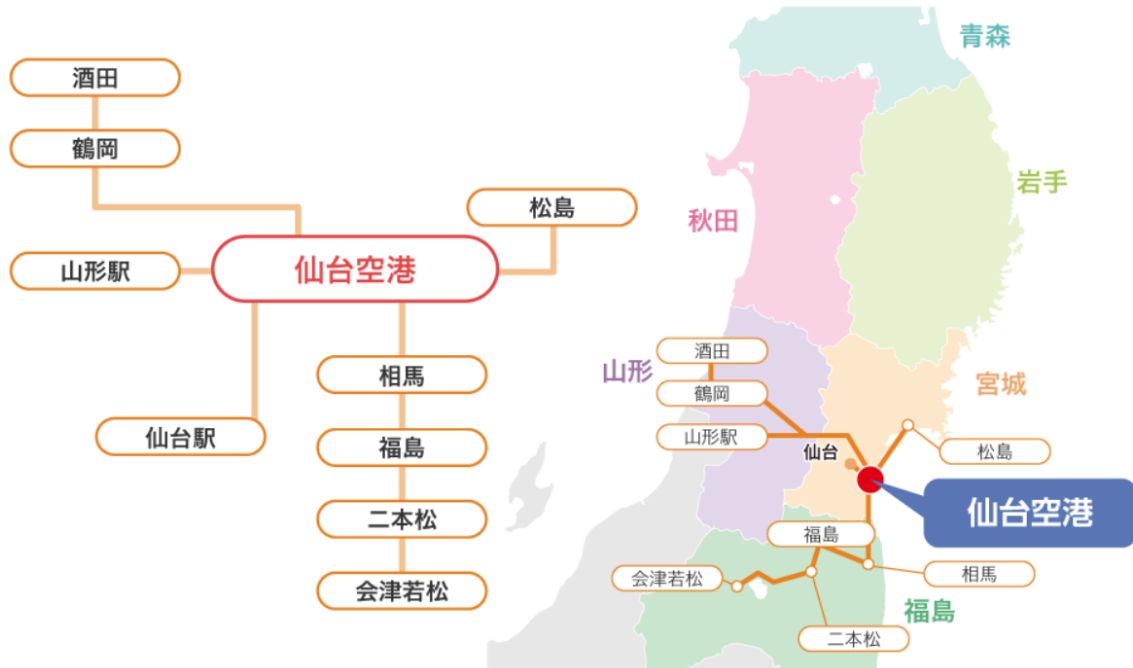 酒田
鶴岡
山形駅
仙台空港
松島
仙台駅
相馬
福島
二本松
会津若松
青森
岩手
秋田
山形
宮城
酒田
鶴岡
山形駅
仙台
松島
仙台空港
福島
会津若松
相馬
福島
二本松